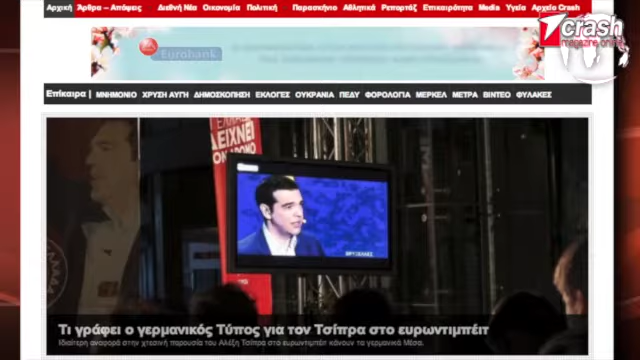 Αρχική Άρθρα – Απόψεις Διεθνή Νέα Οικονομία Πολιτική Παρασκήνιο Αθλητικά Ρεπορτάζ Επικαιρότητα Media Υγεία Αρχείο Crash
crash
magazine online
Eurobank
Επίκαιρα | ΜΝΗΜΟΝΙΟ ΧΡΥΣΗ ΑΥΓΗ ΔΗΜΟΣΚΟΠΗΣΗ ΕΚΛΟΓΕΣ ΟΥΚΡΑΝΙΑ ΠΕΔΥ ΦΟΡΟΛΟΓΙΑ ΜΕΡΚΕΛ ΜΕΤΡΑ ΒΙΝΤΕΟ ΦΥΛΑΚΕΣ
ΔΕΙΧΝΕΙ
ΒΡΥΞΕΛΛΕΣ
Τι γράφει ο γερμανικός Τύπος για τον Τσίπρα στο ευρωντιμπέιτ
Ιδιαίτερη αναφορά στη χτεσινή παρουσία του Αλέξη Τσίπρα στο ευρωντιμπέιτ κάνουν τα γερμανικά Μέσα.